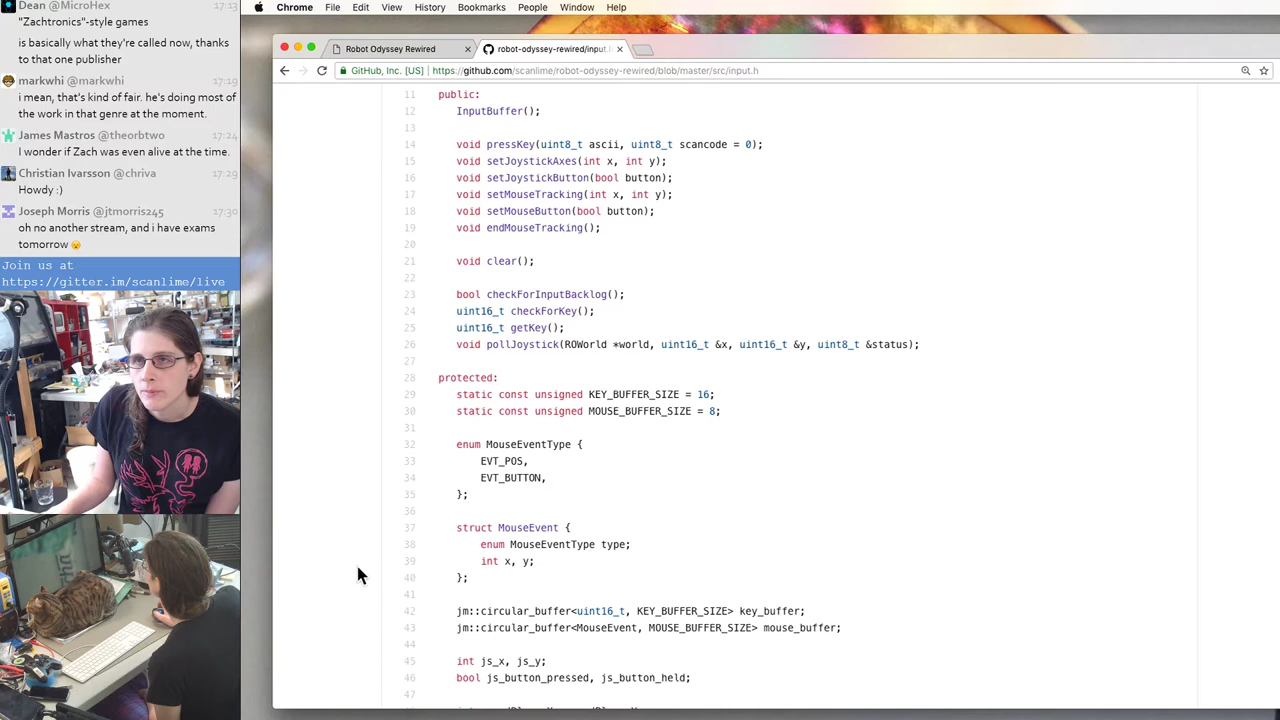 Chrome File Edit View History Bookmarks People Window Help
Dean @MicroHex 17:13
"Zachtronics"-style games
is basically what they're called now, thanks
to that one publisher
markwhi @markwhi 17:19
i mean, that's kind of fair. he's doing most of
the work in that genre at the moment.
James Mastros @theorbtwo 17:24
I wonder if Zach was even alive at the time.
Christian Ivarsson @chriva 17:29
Howdy :)
Joseph Morris @jtmorris245 17:30
oh no another stream, and i have exams
tomorrow
Join us at
https://gitter.im/scanlime/live
Robot Odyssey Rewired
robot-odyssey-rewired/input.
GitHub, Inc. [US] https://github.com/scanlime/robot-odyssey-rewired/blob/master/src/input.h
11 public:
12 InputBuffer();
13
14 void pressKey(uint8_t ascii, uint8_t scancode = 0);
15 void setJoystickAxes(int x, int y);
16 void setJoystickButton(bool button);
17 void setMouseTracking(int x, int y);
18 void setMouseButton(bool button);
19 void endMouseTracking();
20
21 void clear();
22
23 bool checkForInputBacklog();
24 uint16_t checkForKey();
25 uint16_t getKey();
26 void pollJoystick(ROWorld *world, uint16_t &x, uint16_t &y, uint8_t &status);
27
28 protected:
29 static const unsigned KEY_BUFFER_SIZE = 16;
30 static const unsigned MOUSE_BUFFER_SIZE = 8;
31
32 enum MouseEventType {
33 EVT_POS,
34 EVT_BUTTON,
35 };
36
37 struct MouseEvent {
38 enum MouseEventType type;
39 int x, y;
40 };
41
42 jm::circular_buffer<uint16_t, KEY_BUFFER_SIZE> key_buffer;
43 jm::circular_buffer<MouseEvent, MOUSE_BUFFER_SIZE> mouse_buffer;
44
45 int js_x, js_y;
46 bool js_button_pressed, js_button_held;
47